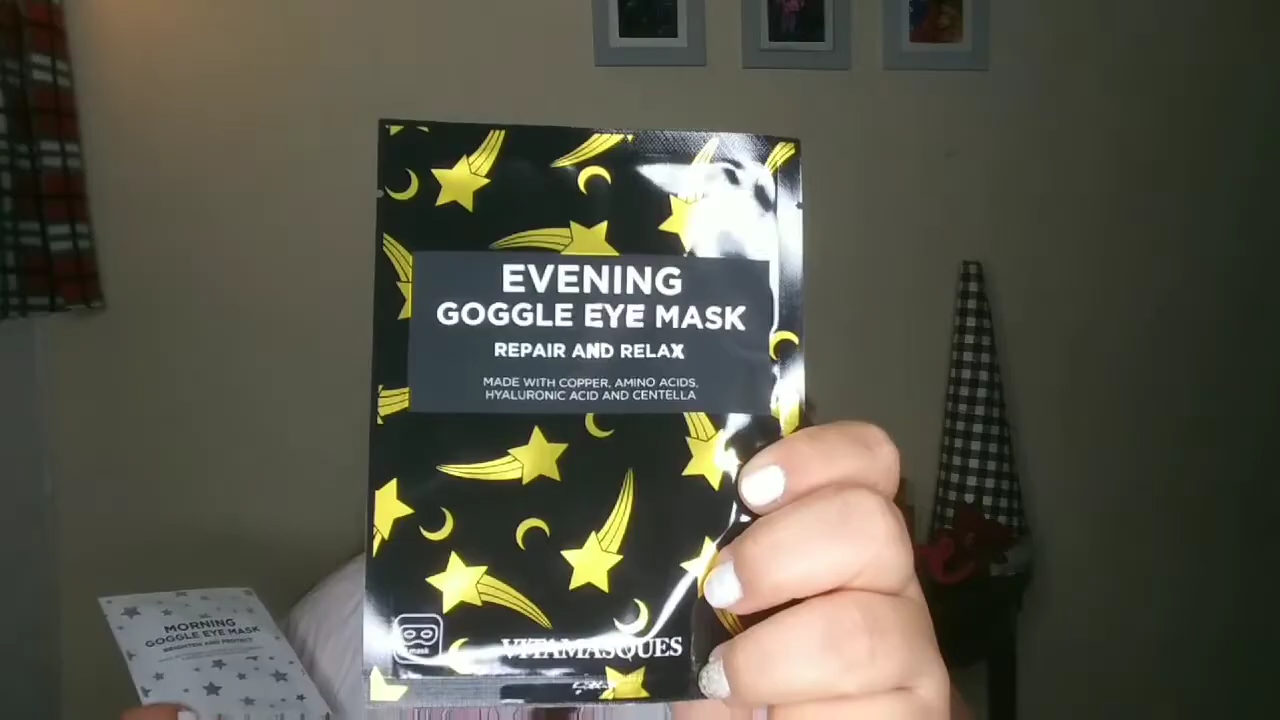 EVENING
GOGGLE EYE MASK
REPAIR AND RELAX
MADE WITH COPPER, AMINO ACIDS,
HYALURONIC ACID AND CENTELLA
VITAMASQUES
mask
MORNING
GOGGLE EYE MASK
BRIGHTEN AND PROTECT